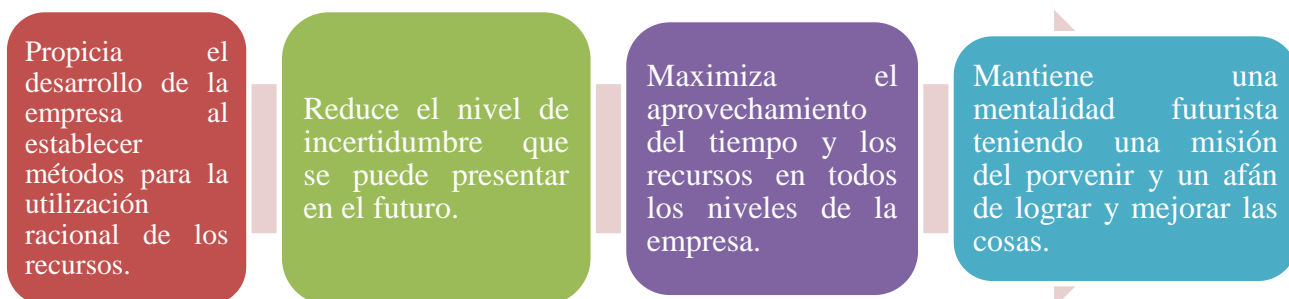 Propicia el
desarrollo de la
empresa al
establecer
métodos para la
utilización
racional de los
recursos.
Reduce el nivel de
incertidumbre que
se puede presentar
en el futuro.
Maximiza el
aprovechamiento
del tiempo y los
recursos en todos
los niveles de la
empresa.
Mantiene una
mentalidad futurista
teniendo una misión
del porvenir y un afán
de lograr y mejorar las
cosas.